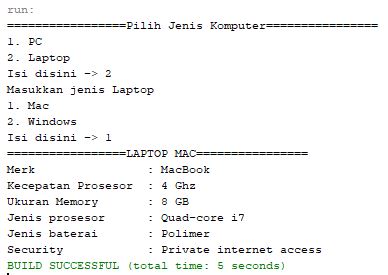 run:
=================Pilih Jenis Komputer================
1. PC
2. Laptop
Isi disini -> 2
Masukkan jenis Laptop
1. Mac
2. Windows
Isi disini -> 1
=================LAPTOP MAC================
Merk : MacBook
Kecepatan Prosesor : 4 Ghz
Ukuran Memory : 8 GB
Jenis prosesor : Quad-core i7
Jenis baterai : Polimer
Security : Private internet access
BUILD SUCCESSFUL (total time: 5 seconds)